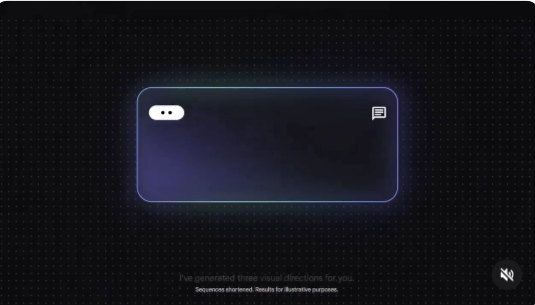 I've generated three visual directions for you.
Sequences shortened. Results for illustrative purposes.